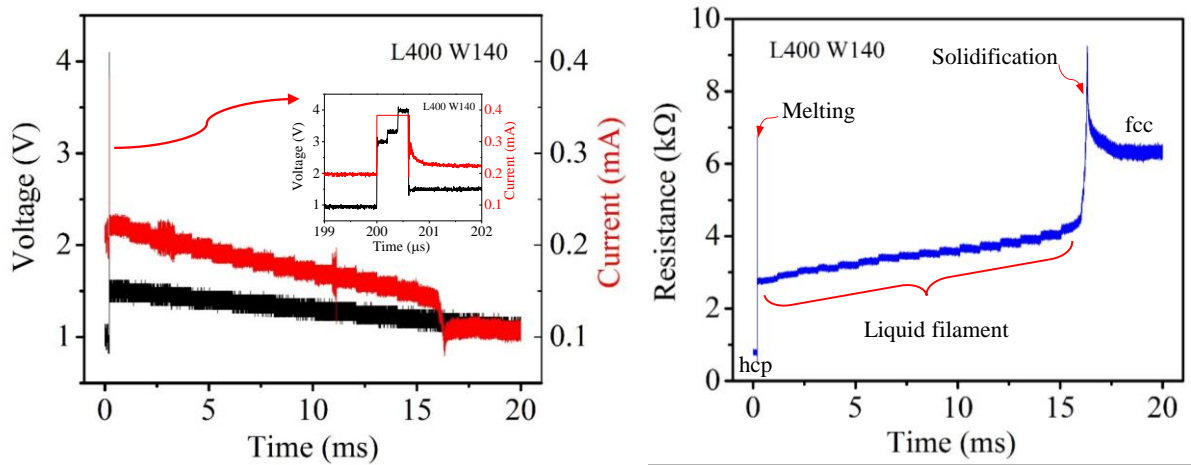 L400 W140
Voltage (V)
4
3
2
1
0.4
0.3
0.2
0.1
Current (mA)
0
5
10
15
20
Time (ms)
L400 W140
Voltage (V)
4
3
2
1
0.4
0.3
0.2
0.1
Current (mA)
199
200
201
202
Time (μs)
L400 W140
Resistance (kΩ)
10
8
6
4
2
0
Solidification
Melting
fcc
Liquid filament
hcp
0
5
10
15
20
Time (ms)